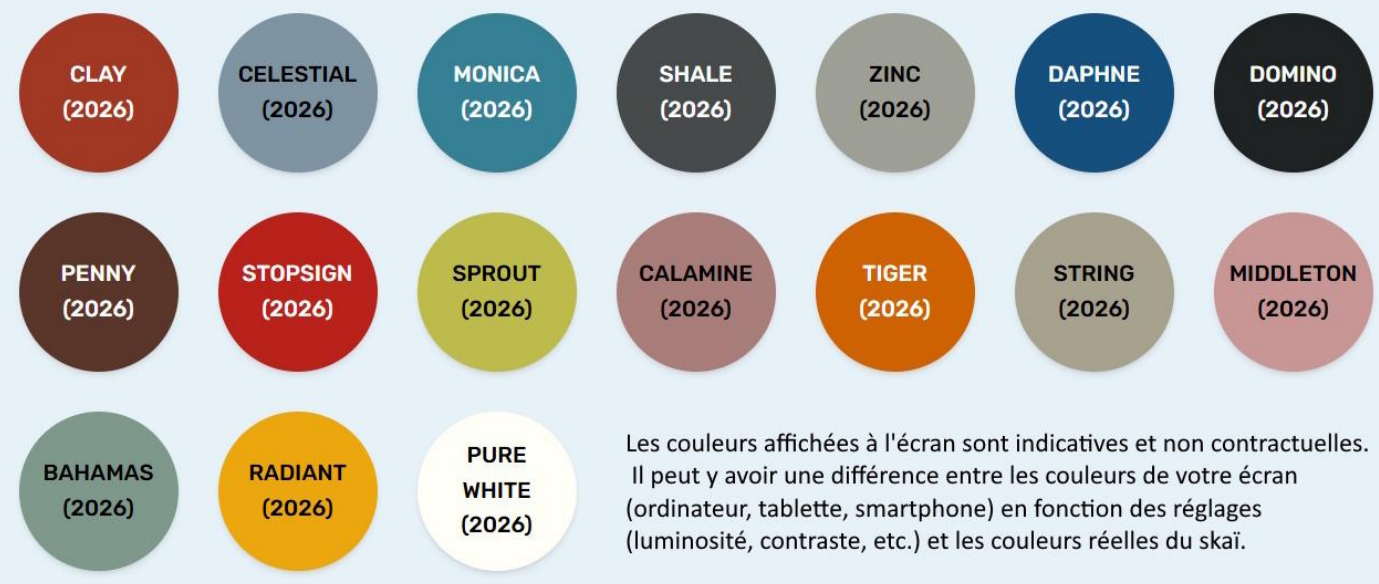 CLAY
(2026)
CELESTIAL
(2026)
MONICA
(2026)
SHALE
(2026)
ZINC
(2026)
DAPHNE
(2026)
DOMINO
(2026)
PENNY
(2026)
STOPSIGN
(2026)
SPROUT
(2026)
CALAMINE
(2026)
TIGER
(2026)
STRING
(2026)
MIDDLETON
(2026)
BAHAMAS
(2026)
RADIANT
(2026)
PURE
WHITE
(2026)
Les couleurs affichées à l'écran sont indicatives et non contractuelles.
Il peut y avoir une différence entre les couleurs de votre écran
(ordinateur, tablette, smartphone) en fonction des réglages
(luminosité, contraste, etc.) et les couleurs réelles du skaï.